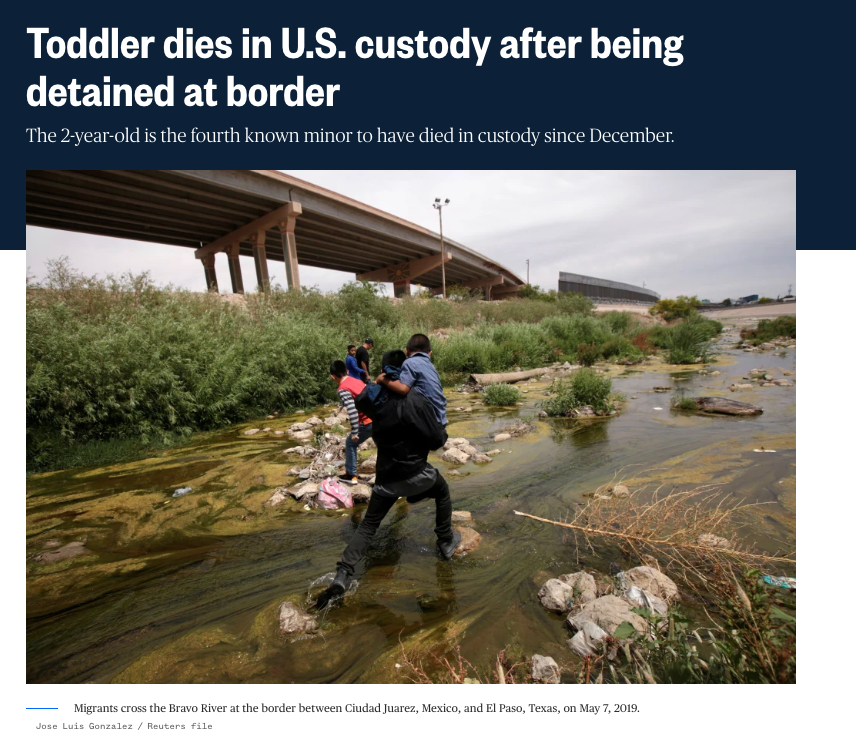 Toddler dies in U.S. custody after being
detained at border
The 2-year-old is the fourth known minor to have died in custody since December.
Migrants cross the Bravo River at the border between Ciudad Juarez, Mexico, and El Paso, Texas, on May 7, 2019.
Jose Luis Gonzalez / Reuters file